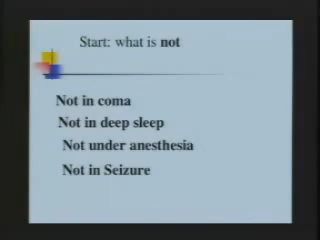 Start: what is not
Not in coma
Not in deep sleep
Not under anesthesia
Not in Seizure